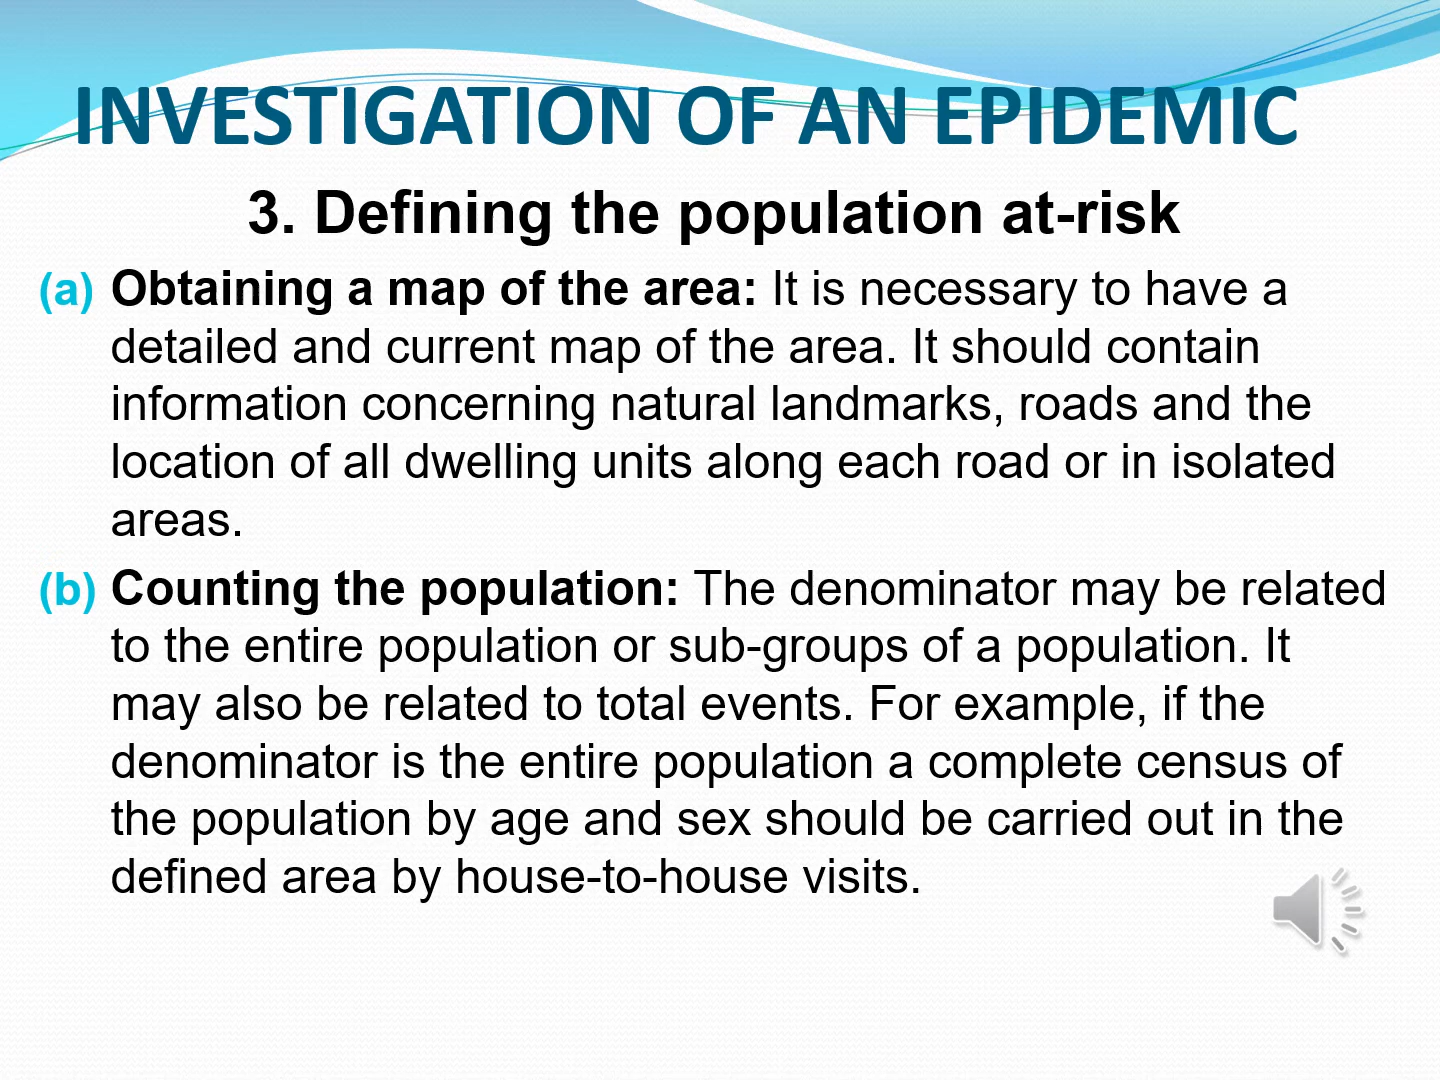 INVESTIGATION OF AN EPIDEMIC
3. Defining the population at-risk
(a) Obtaining a map of the area: It is necessary to have a
detailed and current map of the area. It should contain
information concerning natural landmarks, roads and the
location of all dwelling units along each road or in isolated
areas.
(b) Counting the population: The denominator may be related
to the entire population or sub-groups of a population. It
may also be related to total events. For example, if the
denominator is the entire population a complete census of
the population by age and sex should be carried out in the
defined area by house-to-house visits.